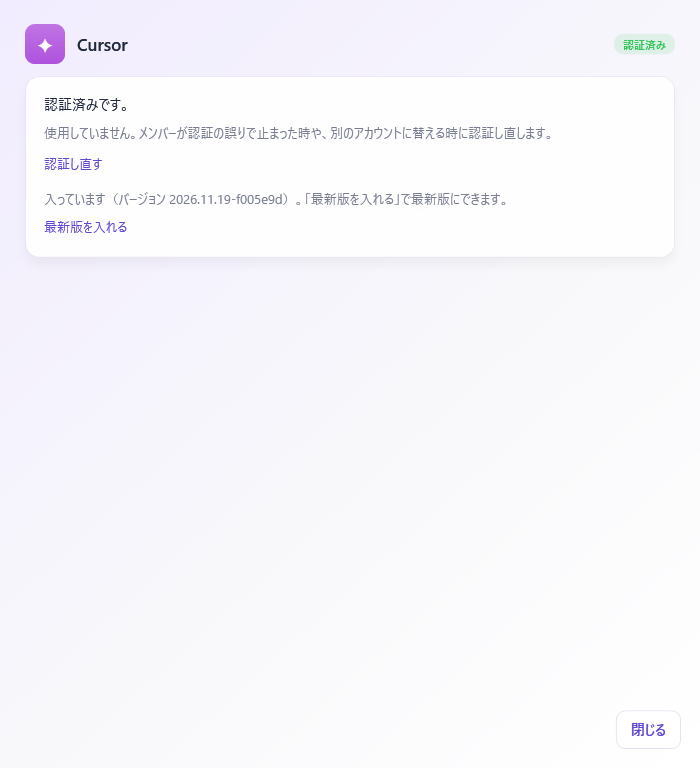 Cursor
認証済み
認証済みです。
使用していません。メンバーが認証の誤りで止まった時や、別のアカウントに替える時に認証し直します。
認証し直す
入っています（バージョン 2026.11.19-f005e9d）。「最新版を入れる」で最新版にできます。
最新版を入れる
閉じる